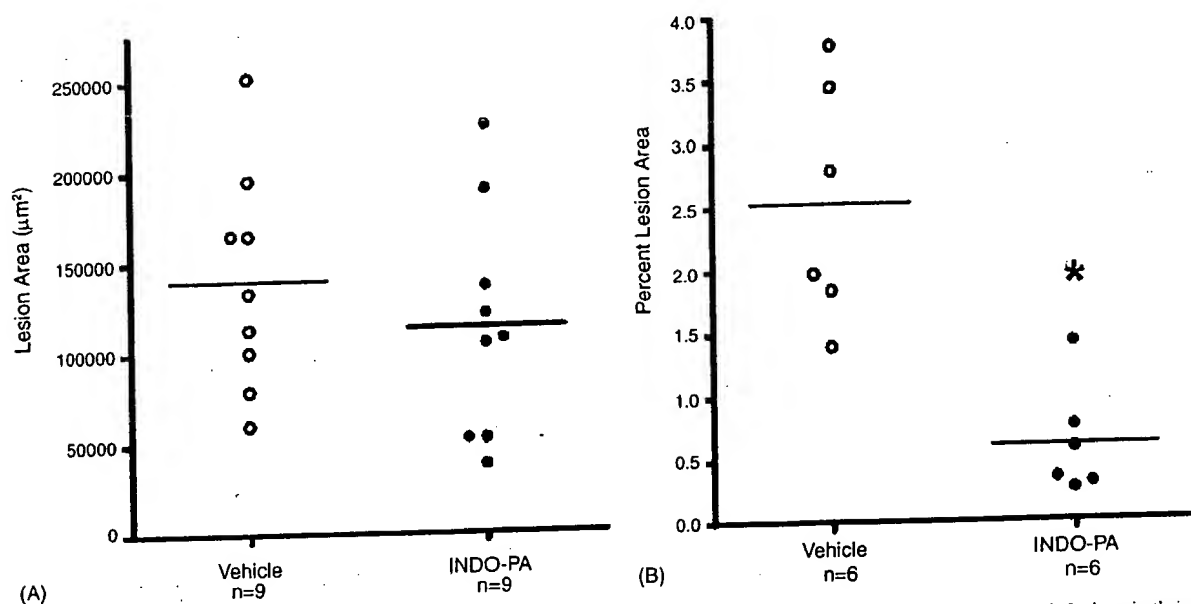 Lesion Area (µm²)
250000
200000
150000
100000
50000
0
Vehicle
n=9
INDO-PA
n=9
(A)
Percent Lesion Area
4.0
3.5
3.0
2.5
2.0
1.5
1.0
0.5
0.0
*
Vehicle
n=6
INDO-PA
n=6
(B)